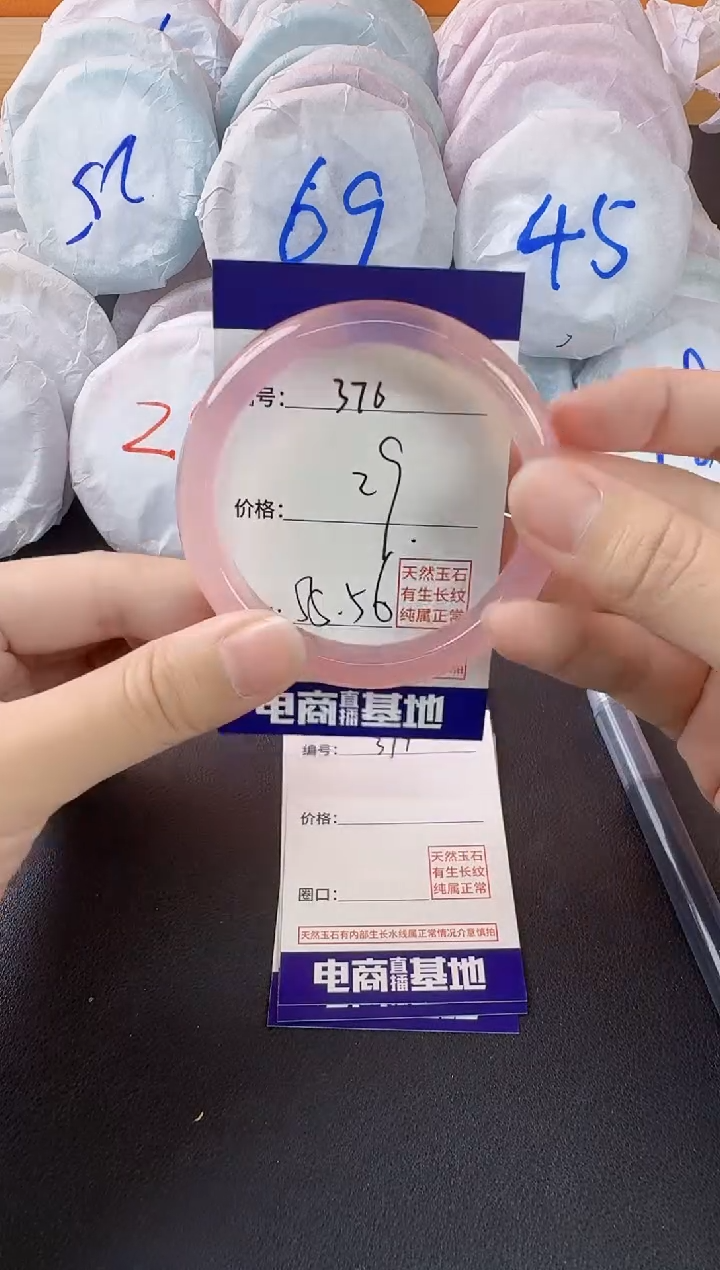 52
69
45
2
号: 376
价格: 29.
55.56
天然玉石
有生长纹
纯属正常
电商直播基地
编号: 377
价格:
圈口:
天然玉石
有生长纹
纯属正常
天然玉石有内部生长水线属正常情况介意慎拍
电商直播基地